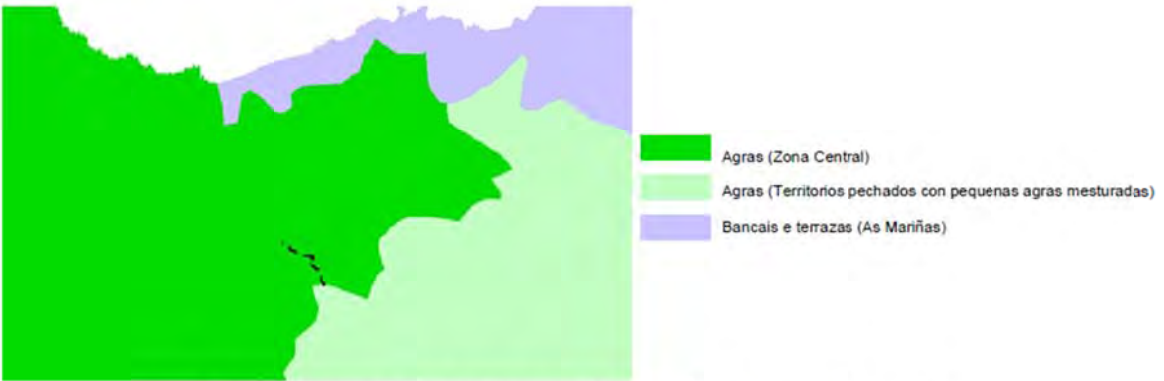 Agras (Zona Central)
Agras (Territorios pechados con pequenas agras mesturadas)
Bancais e terrazas (As Mariñas)